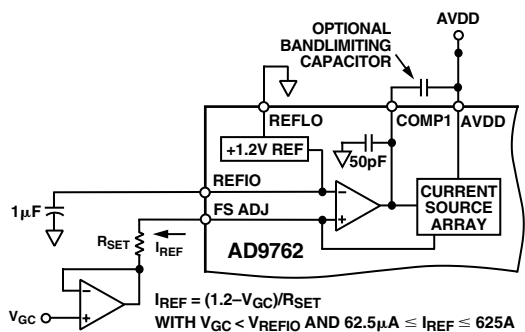 OPTIONAL
BANDLIMITING
CAPACITOR
AVDD
REFLO
COMP1
AVDD
+1.2V REF
50pF
REFIO
1μF
FS ADJ
CURRENT
SOURCE
ARRAY
RSET
IREF
AD9762
VGC
IREF = (1.2–VGC)/RSET
WITH VGC < VREFIO AND 62.5μA ≤ IREF ≤ 625A